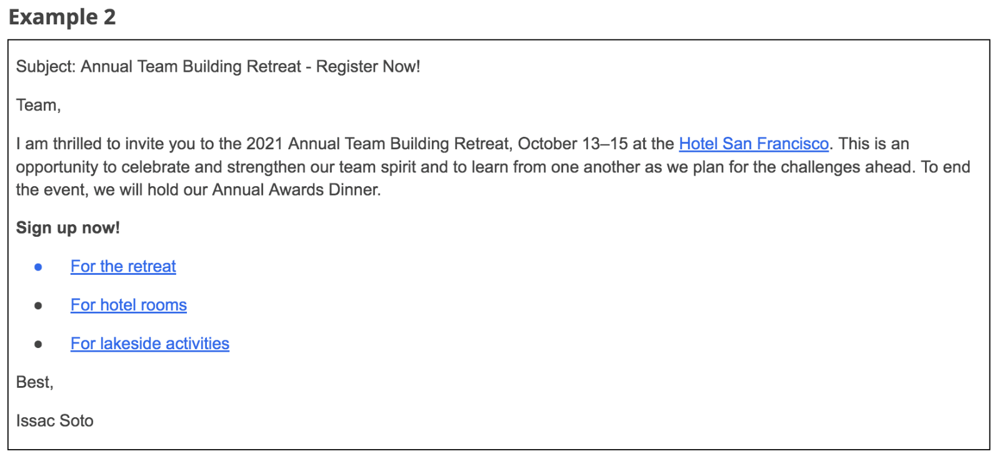 Example 2
Subject: Annual Team Building Retreat - Register Now!
Team,
I am thrilled to invite you to the 2021 Annual Team Building Retreat, October 13–15 at the Hotel San Francisco. This is an
opportunity to celebrate and strengthen our team spirit and to learn from one another as we plan for the challenges ahead. To end
the event, we will hold our Annual Awards Dinner.
Sign up now!
● For the retreat
● For hotel rooms
● For lakeside activities
Best,
Issac Soto